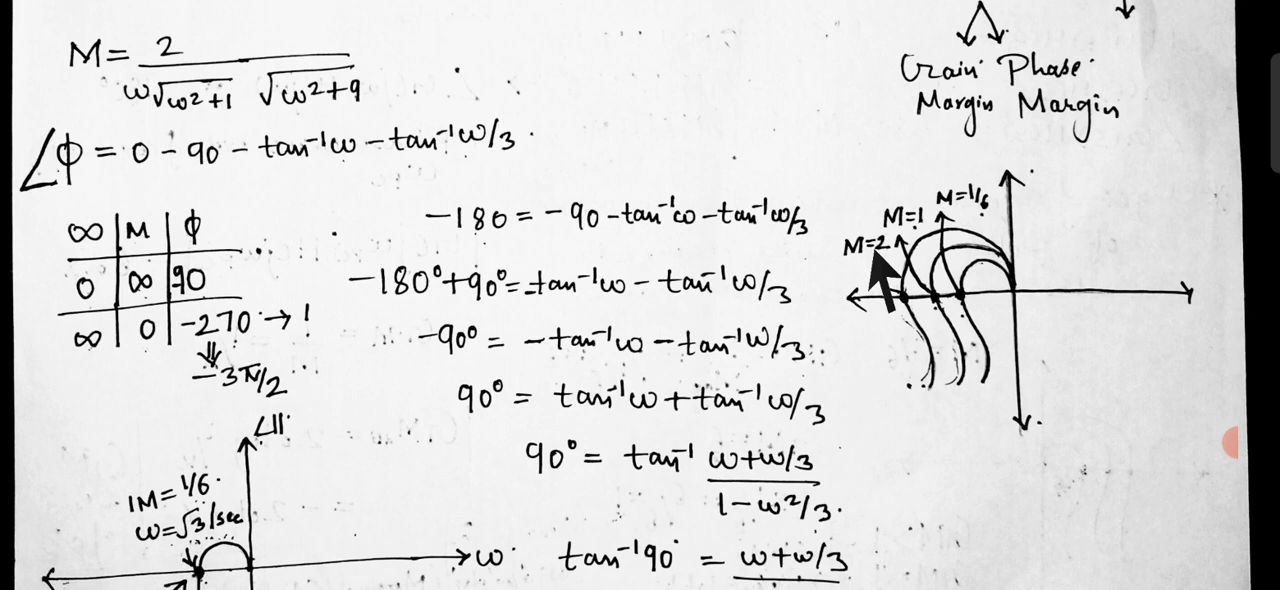 M = 2 / ω√ω²+1 √ω²+9
∠ϕ = 0 - 90 - tan⁻¹ω - tan⁻¹ω/3
∞ | M | ϕ
0 | ∞ | 90
∞ | 0 | -270 → !
⇓
-3π/2
∠11
1M = 1/6
ω = √3/sec
ω
-180 = -90 - tan⁻¹ω - tan⁻¹ω/3
-180° + 90° = -tan⁻¹ω - tan⁻¹ω/3
-90° = -tan⁻¹ω - tan⁻¹ω/3
90° = tan⁻¹ω + tan⁻¹ω/3
90° = tan⁻¹ ω+ω/3 / 1-ω²/3
tan⁻¹90 = ω+ω/3
Gain Phase
Margin Margin
M=1/6
M=1
M=2